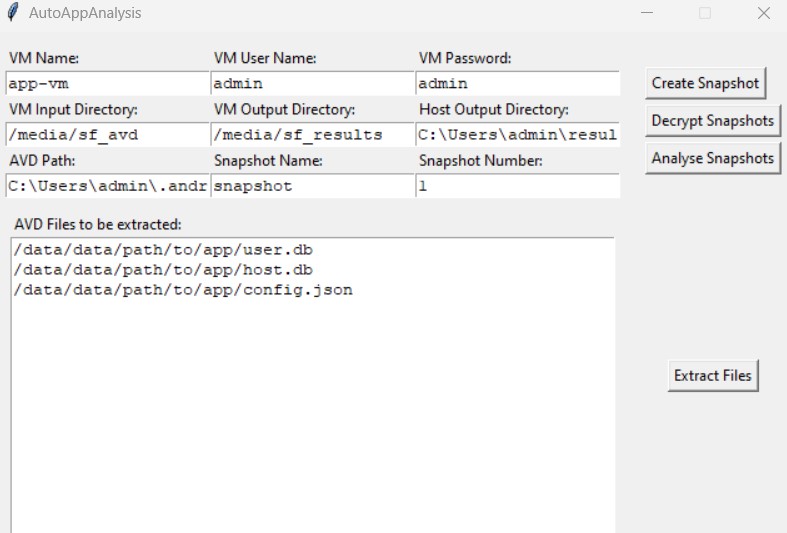 AutoAppAnalysis
VM Name: VM User Name: VM Password:
app-vm admin admin
Create Snapshot
VM Input Directory: VM Output Directory: Host Output Directory:
Decrypt Snapshots
/media/sf_avd /media/sf_results C:\Users\admin\resul
AVD Path: Snapshot Name: Snapshot Number:
Analyse Snapshots
C:\Users\admin\.andr snapshot 1
AVD Files to be extracted:
/data/data/path/to/app/user.db
/data/data/path/to/app/host.db
/data/data/path/to/app/config.json
Extract Files